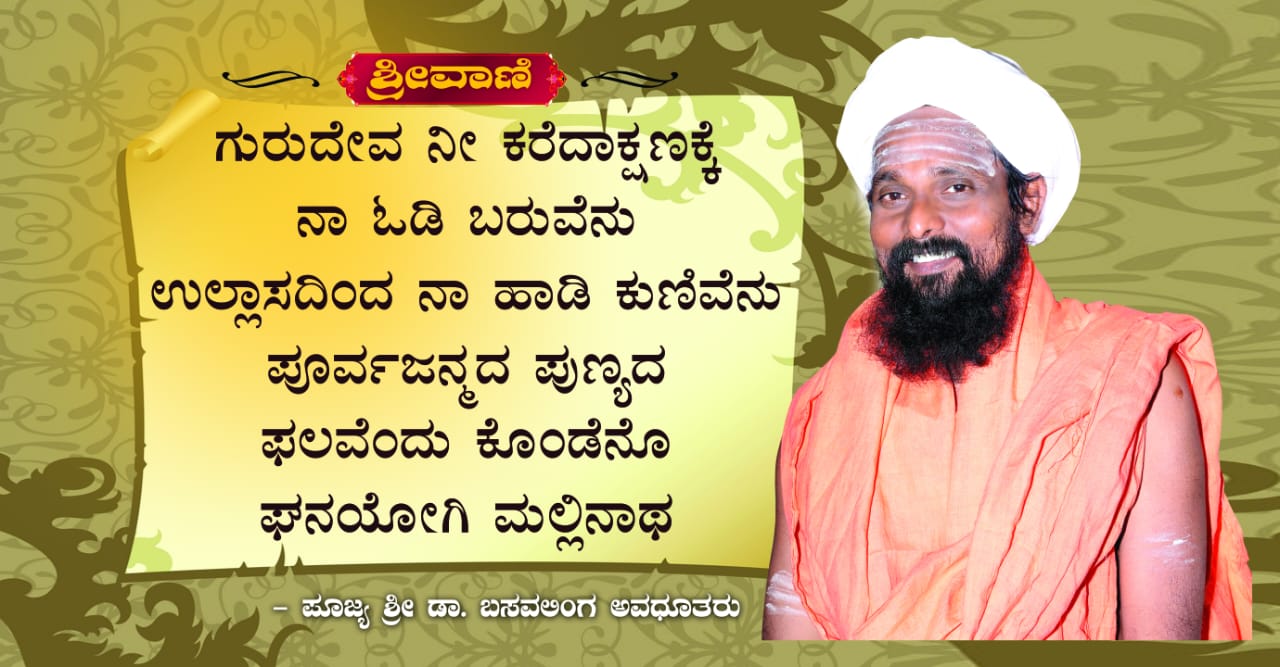 ಶ್ರೀವಾಣಿ
ಗುರುದೇವ ನೀ ಕರೆದಾಕ್ಷಣಕ್ಕೆ
ನಾ ಓಡಿ ಬರುವೆನು
ಉಲ್ಲಾಸದಿಂದ ನಾ ಹಾಡಿ ಕುಣಿವೆನು
ಪೂರ್ವಜನ್ಮದ ಪುಣ್ಯದ
ಫಲವೆಂದು ಕೊಂಡೆನೊ
ಘನಯೋಗಿ ಮಲ್ಲಿನಾಥ
– ಪೂಜ್ಯ ಶ್ರೀ ಡಾ. ಬಸವಲಿಂಗ ಅವಧೂತರು